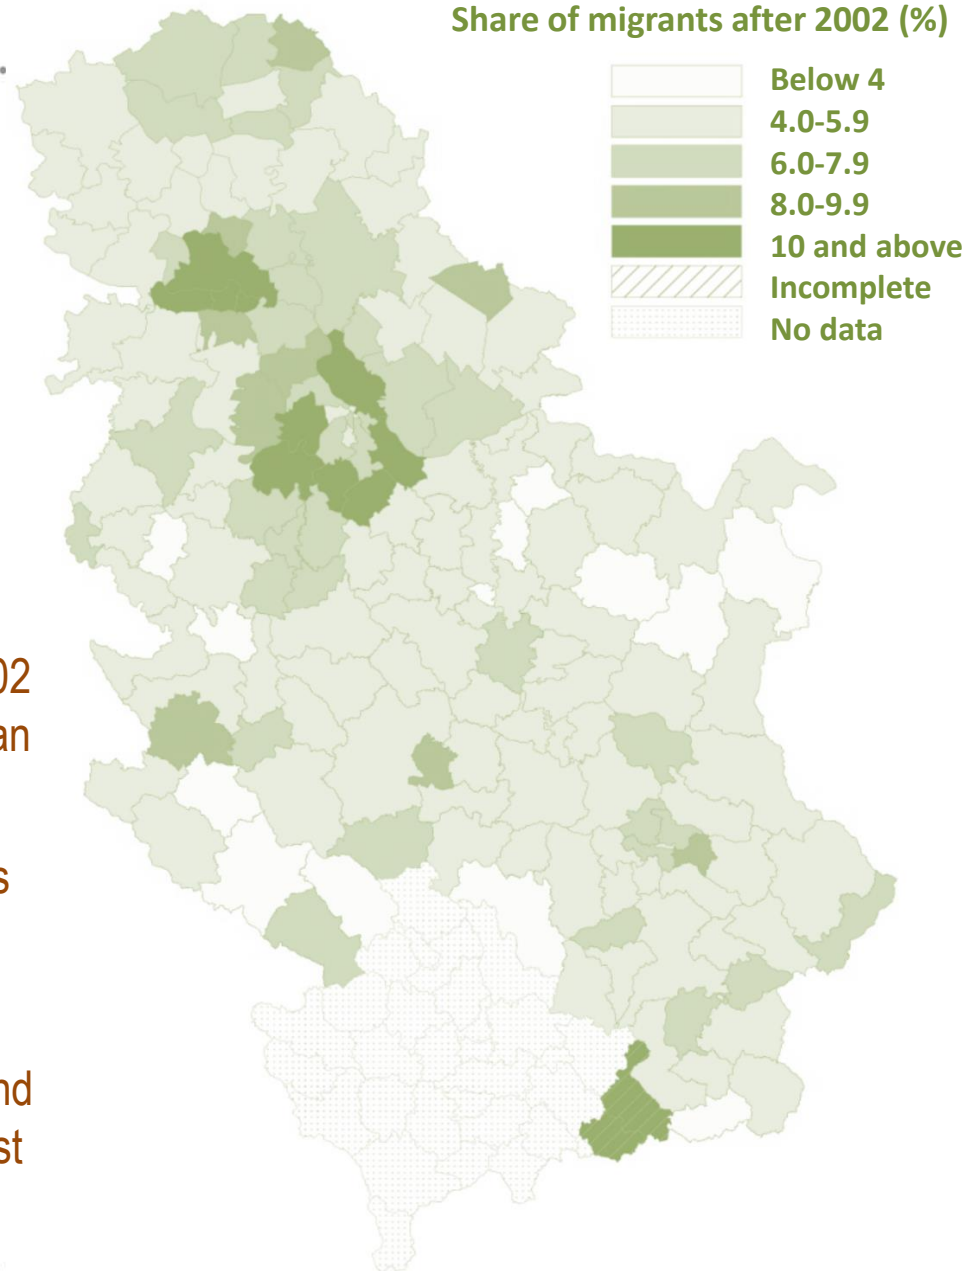 Share of migrants after 2002 (%)
Below 4
4.0-5.9
6.0-7.9
8.0-9.9
10 and above
Incomplete
No data